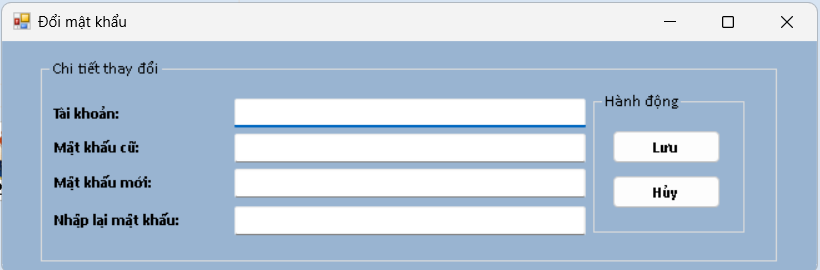 Đổi mật khẩu
Chi tiết thay đổi
Hành động
Tài khoản:
Mật khẩu cũ:
Lưu
Mật khẩu mới:
Hủy
Nhập lại mật khẩu: